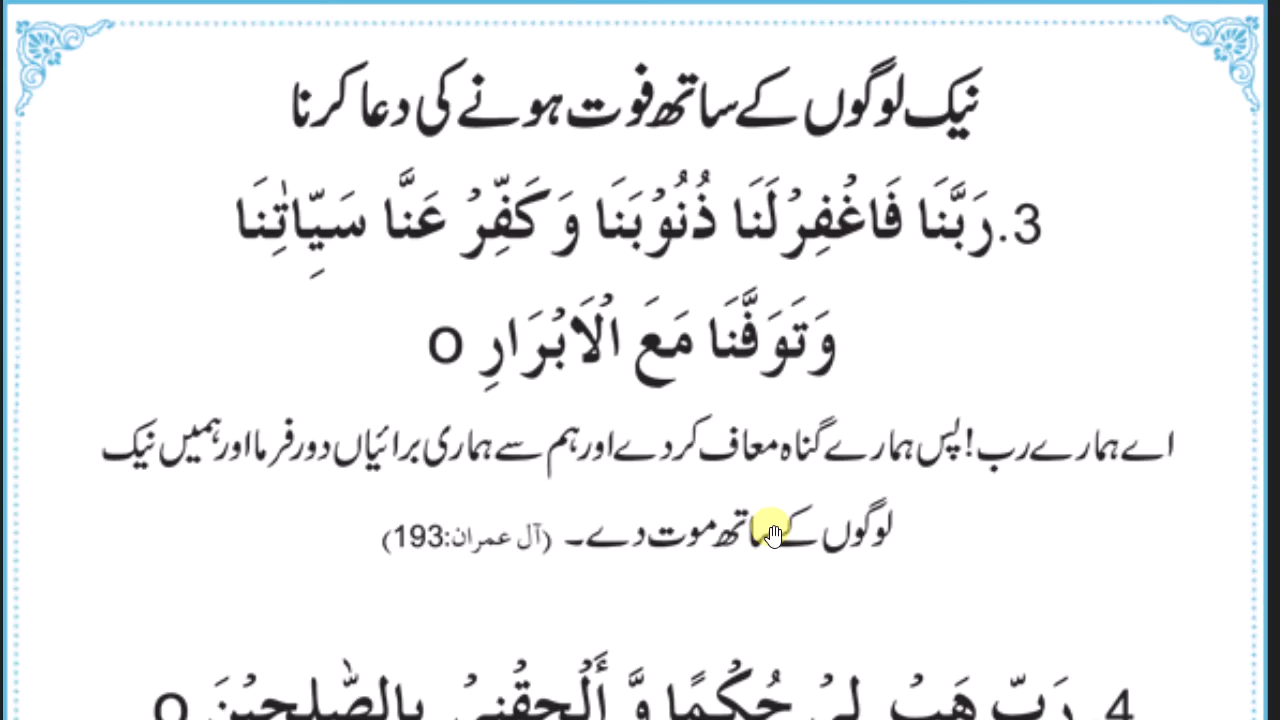 نیک لوگوں کے ساتھ فوت ہونے کی دعا کرنا
3.رَبَّنَا فَاغْفِرْ لَنَا ذُنُوْبَنَا وَ كَفِّرْ عَنَّا سَيِّاٰتِنَا
وَتَوَفَّنَا مَعَ الْاَبْرَارِ o
اے ہمارے رب! پس ہمارے گناہ معاف کر دے اور ہم سے ہماری برائیاں دور فرما اور ہمیں نیک
لوگوں کے ساتھ موت دے۔ (آل عمران:193)
4. رَبِّ هَبْ لِيْ حُكْمًا وَّ أَلْحِقْنِيْ بِالصّٰلِحِيْنَ o